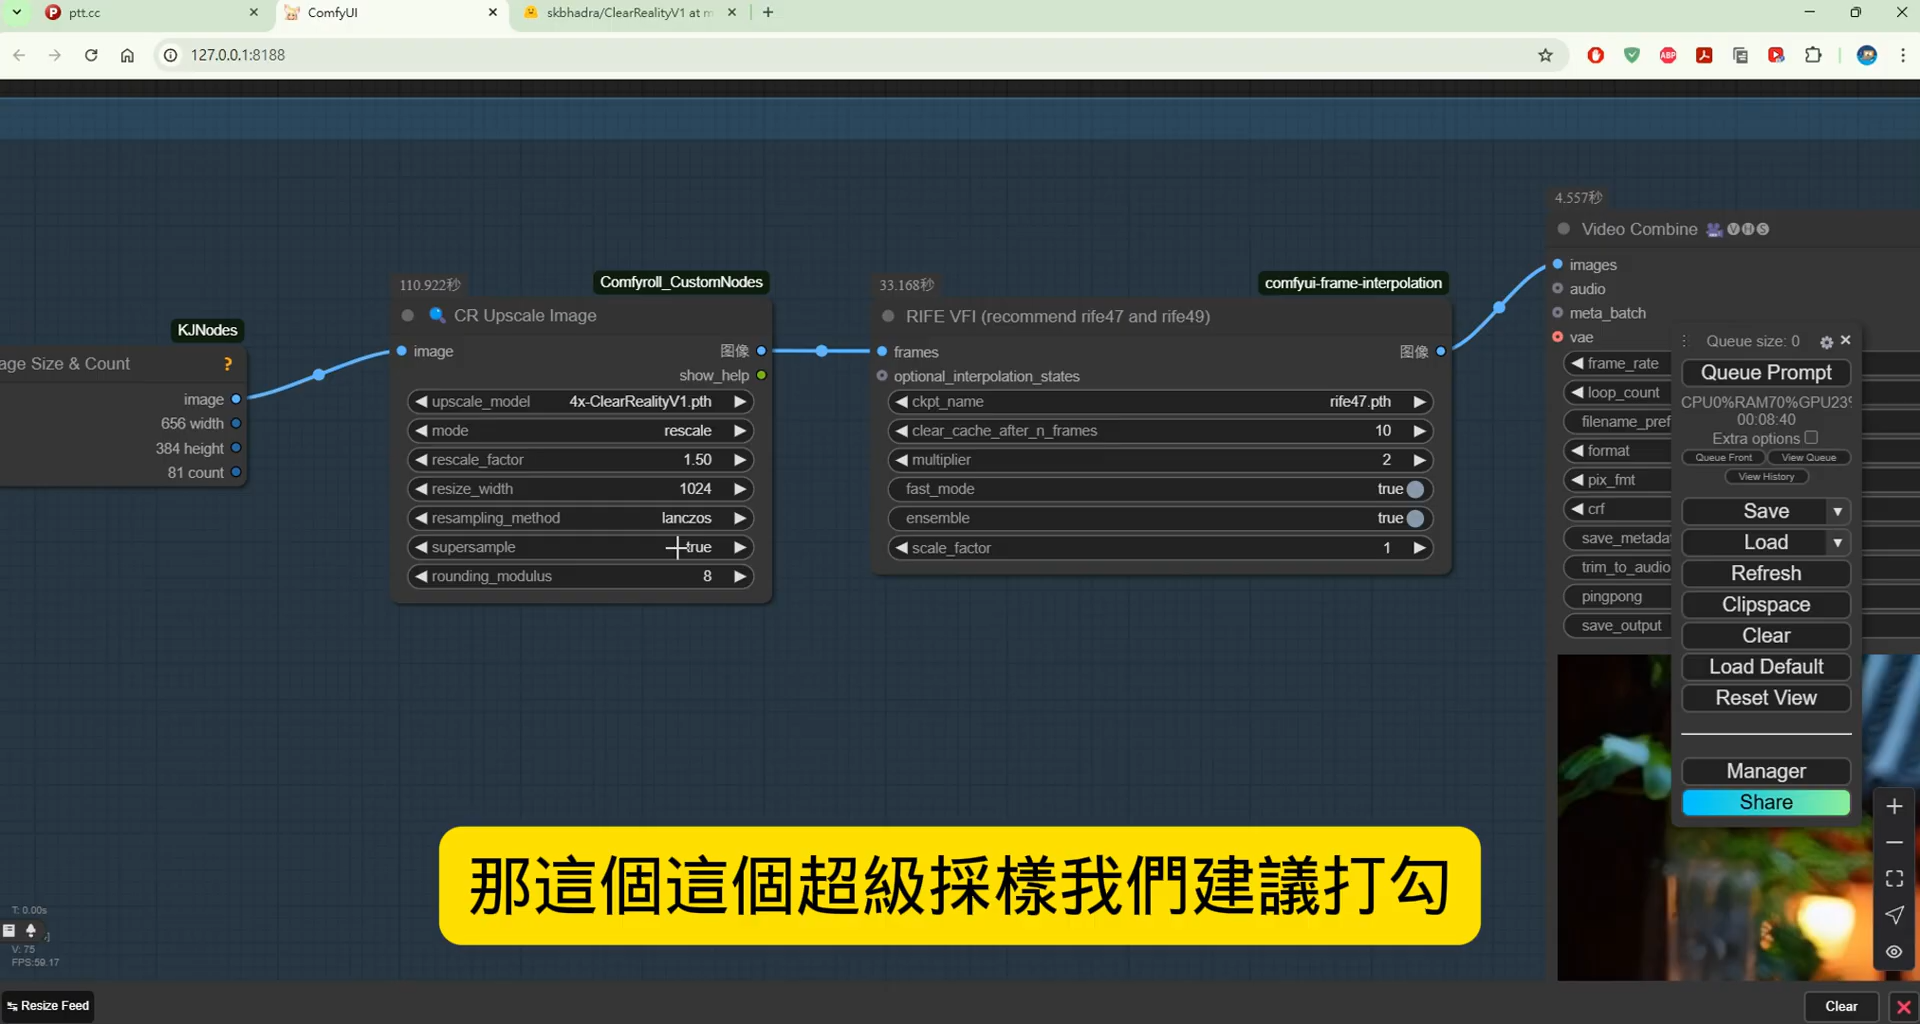 ptt.cc
ComfyUI
skbhadra/ClearRealityV1 at m
127.0.0.1:8188
ABP
KJNodes
age Size & Count
?
image
656 width
384 height
81 count
110.922秒
Comfyroll_CustomNodes
CR Upscale Image
image
图像
show_help
upscale_model 4x-ClearRealityV1.pth
mode rescale
rescale_factor 1.50
resize_width 1024
resampling_method lanczos
supersample true
rounding_modulus 8
33.168秒
comfyui-frame-interpolation
RIFE VFI (recommend rife47 and rife49)
frames
图像
optional_interpolation_states
ckpt_name rife47.pth
clear_cache_after_n_frames 10
multiplier 2
fast_mode true
ensemble true
scale_factor 1
4.557秒
Video Combine 🎥🅥🅗🅢
images
audio
meta_batch
vae
frame_rate
loop_count
filename_pref
format
pix_fmt
crf
save_metadat
trim_to_audio
pingpong
save_output
Queue size: 0
Queue Prompt
CPU0%RAM70%GPU23%
00:08:40
Extra options
Queue Front
View Queue
View History
Save
Load
Refresh
Clipspace
Clear
Load Default
Reset View
Manager
Share
那這個這個超級採樣我們建議打勾
T: 0.00s
V: 75
FPS:59.17
Resize Feed
Clear